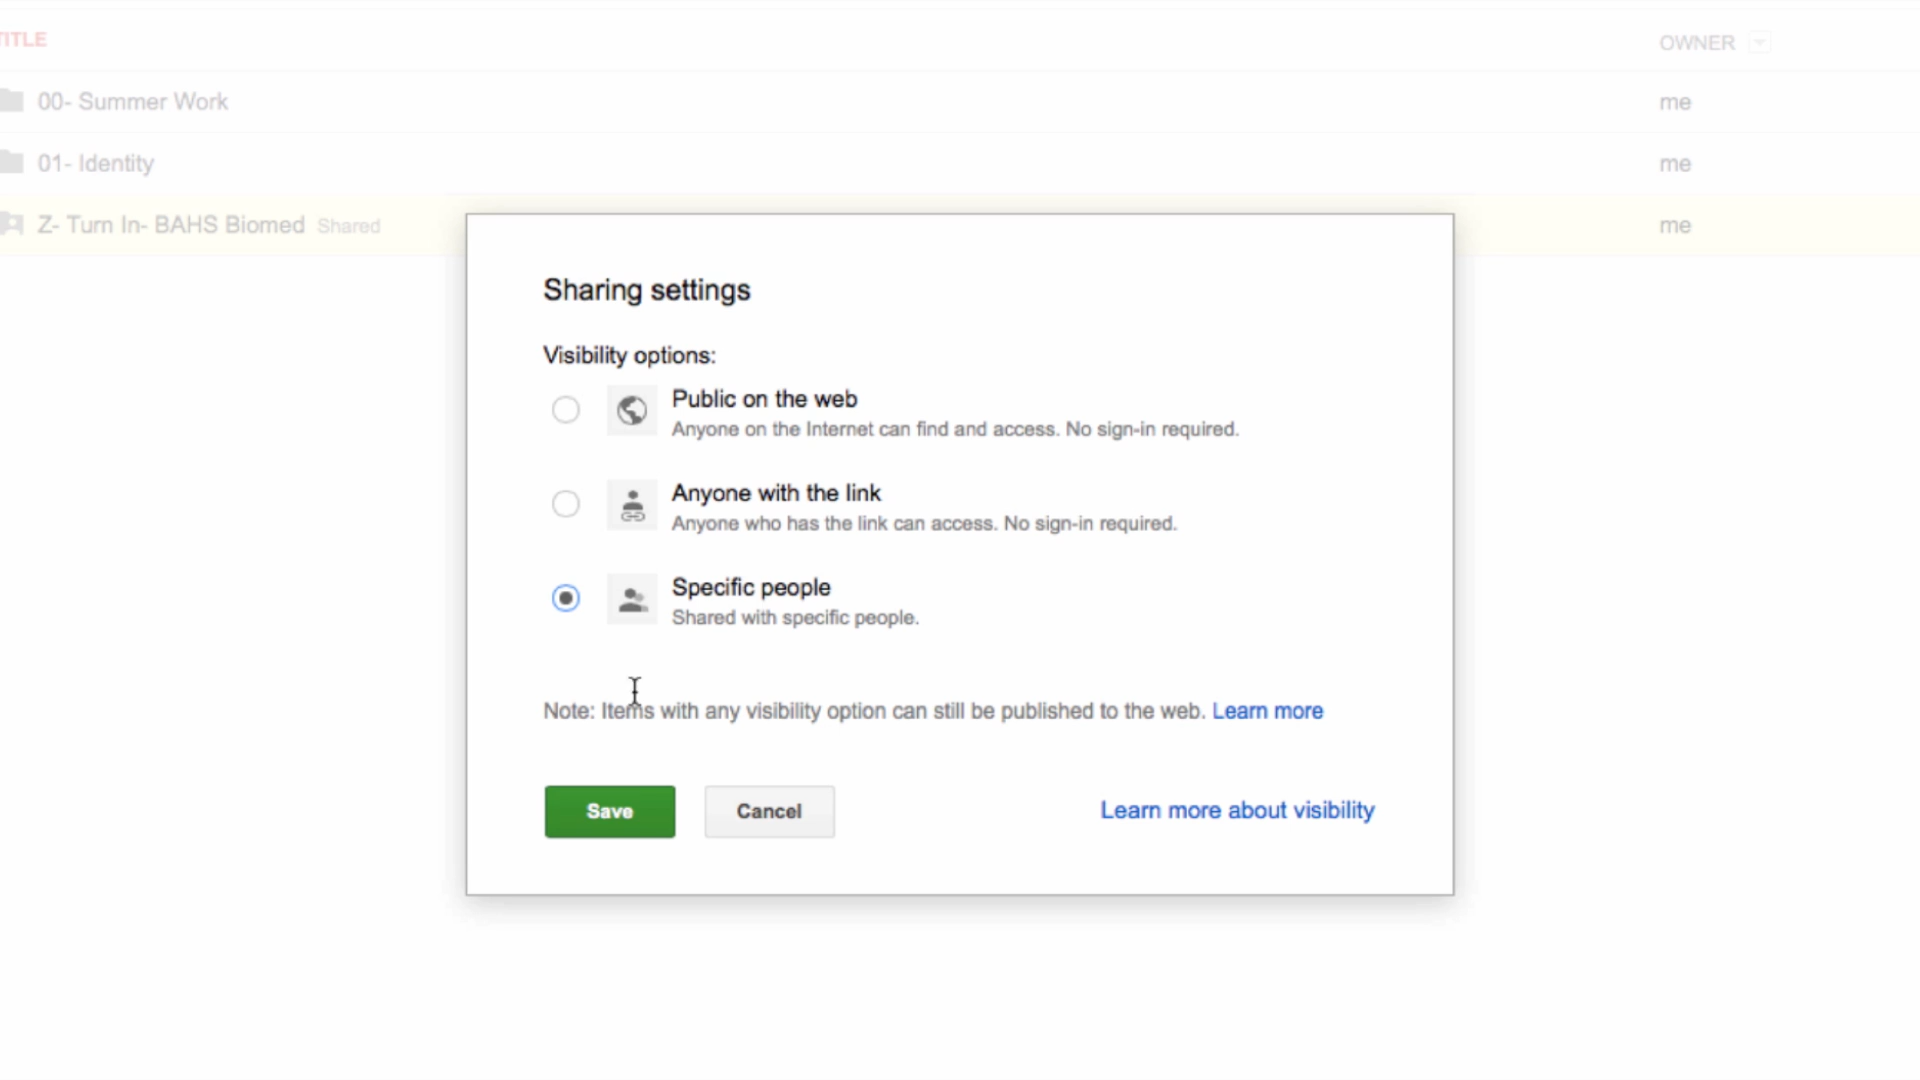 TITLE
OWNER
00- Summer Work
me
01- Identity
me
Z- Turn In- BAHS Biomed Shared
me
Sharing settings
Visibility options:
Public on the web
Anyone on the Internet can find and access. No sign-in required.
Anyone with the link
Anyone who has the link can access. No sign-in required.
Specific people
Shared with specific people.
Note: Items with any visibility option can still be published to the web. Learn more
Save
Cancel
Learn more about visibility